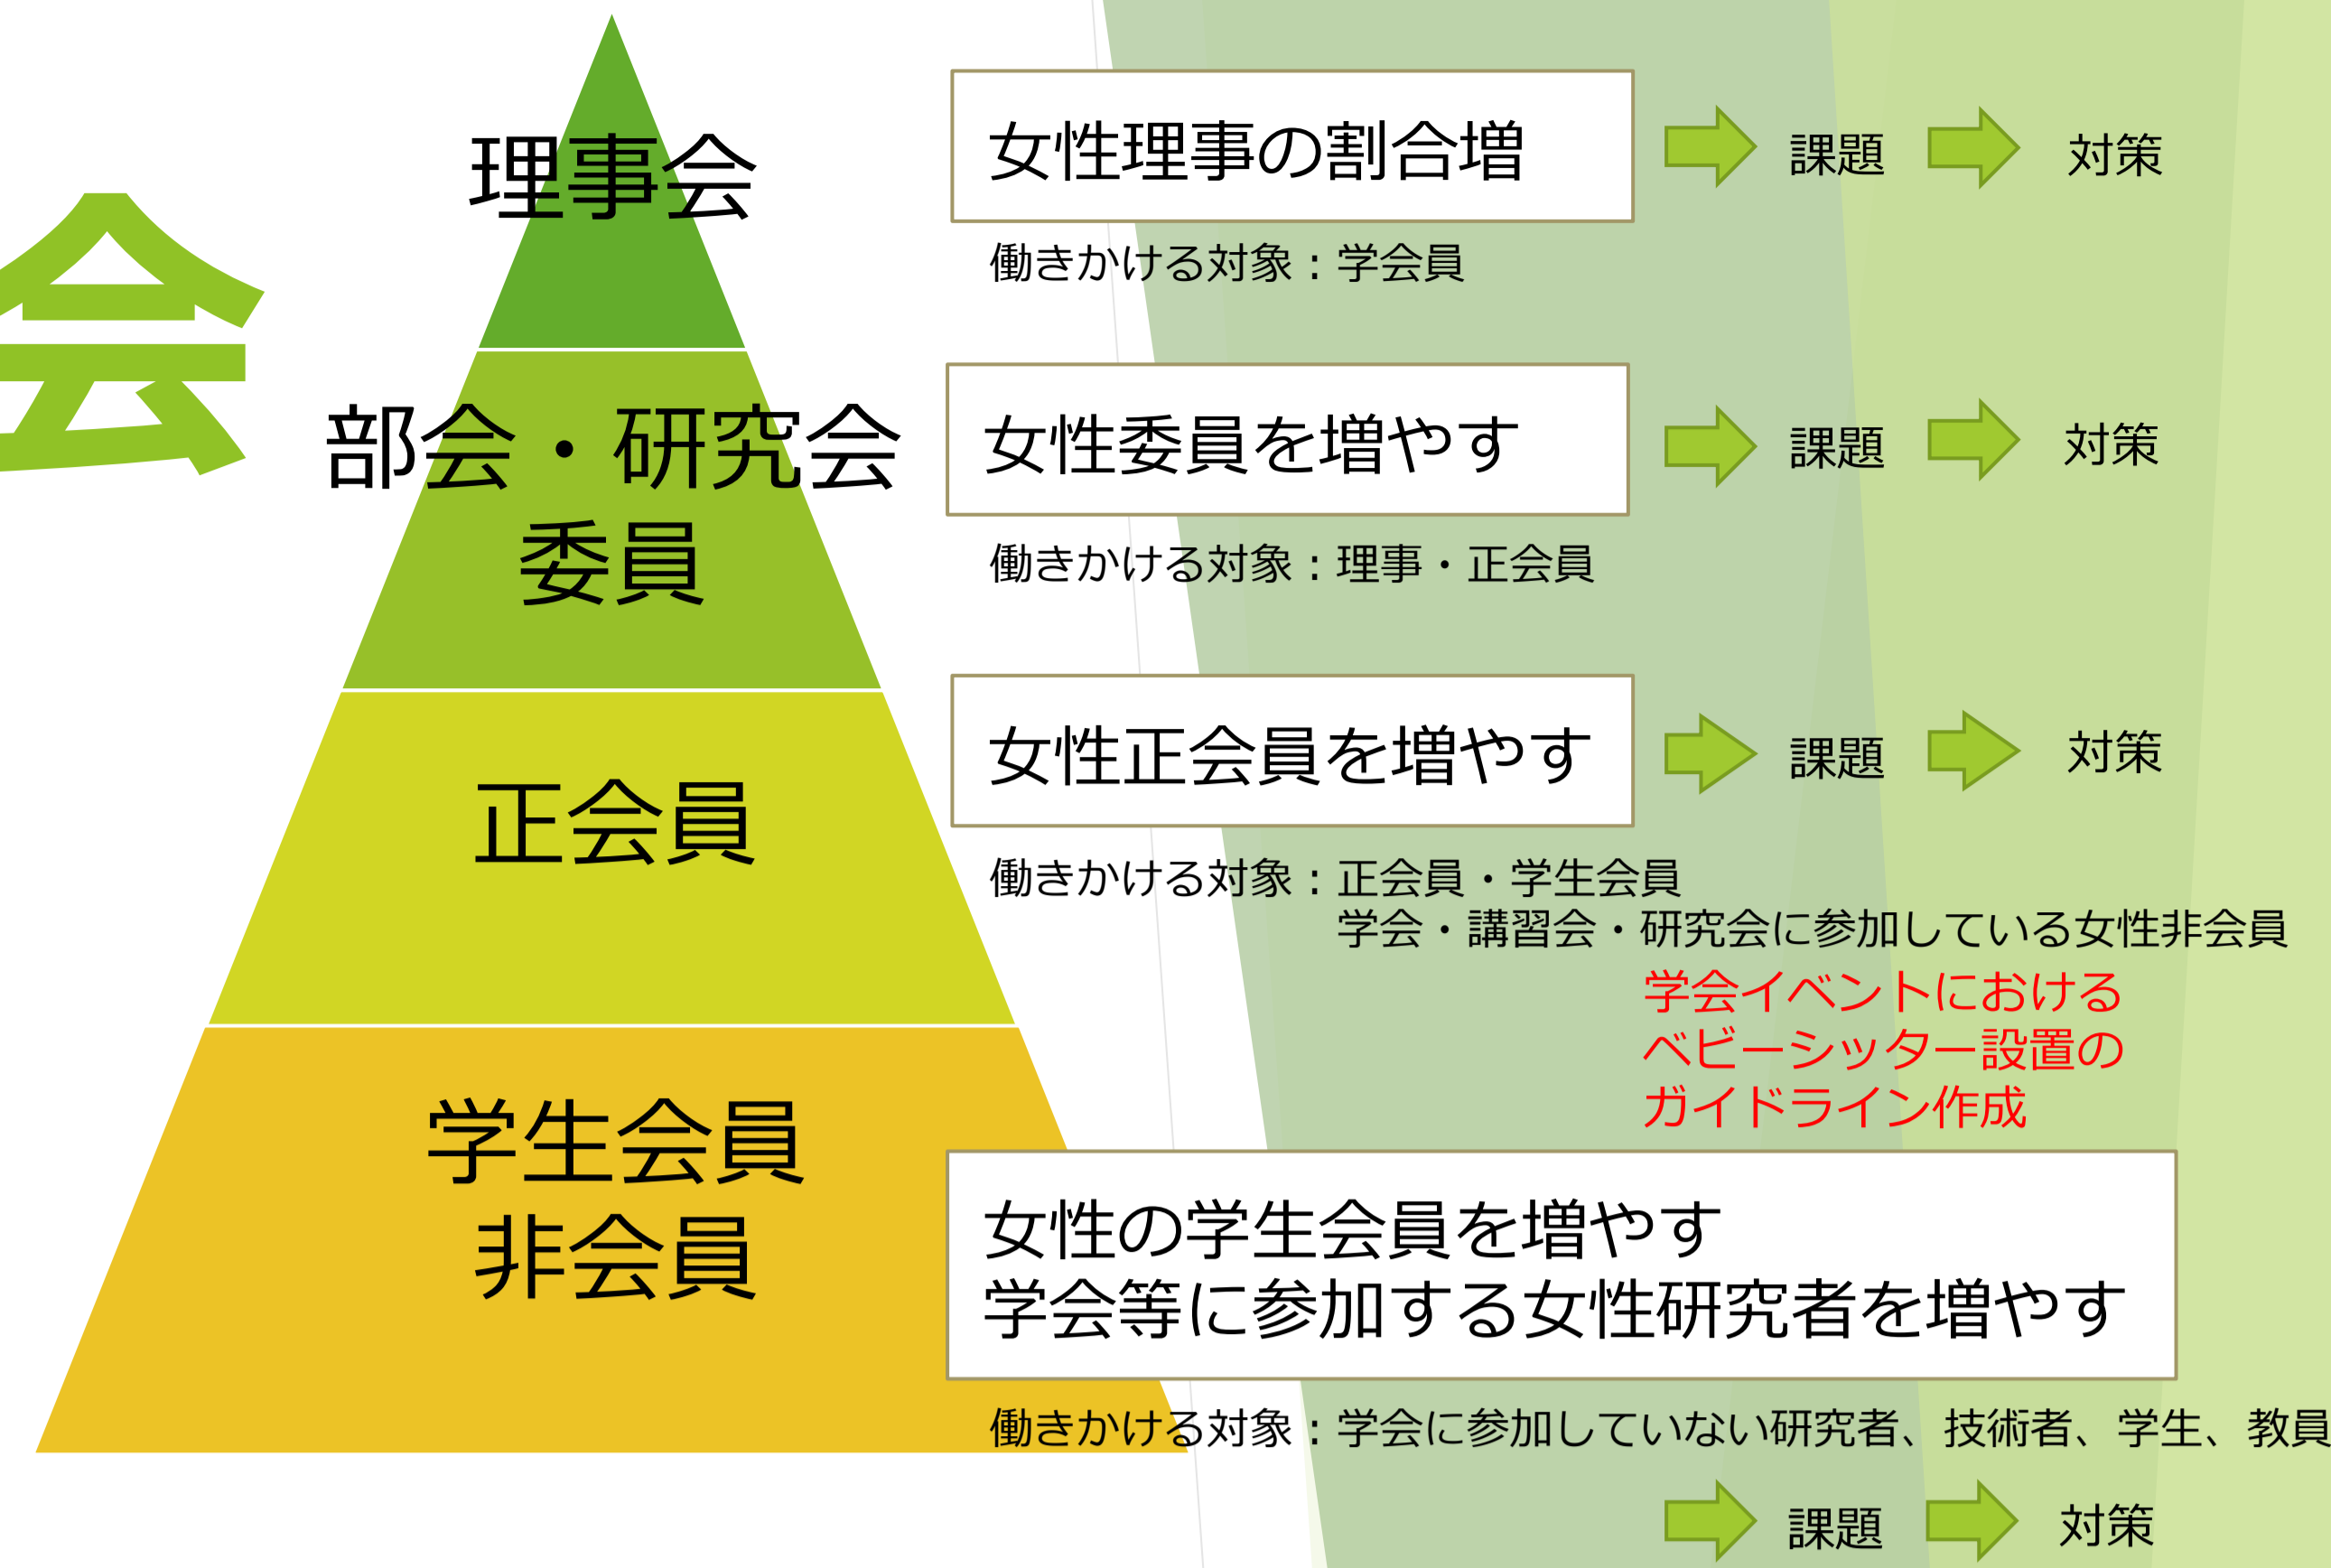 会
理事会
女性理事の割合増
課題
対策
働きかける対象：学会員
部会・研究会
委員
女性委員を増やす
課題
対策
働きかける対象：理事・正会員
正会員
女性正会員を増やす
課題
対策
働きかける対象：正会員・学生会員
学会・講習会・研究会に参加している女性非会員
学会イベントにおける
ベビーシッター設置の
ガイドライン作成
学生会員
非会員
女性の学生会員を増やす
学会等に参加する女性研究者を増やす
働きかける対象：学会に参加していない研究者、技術者、学生、教員
課題
対策